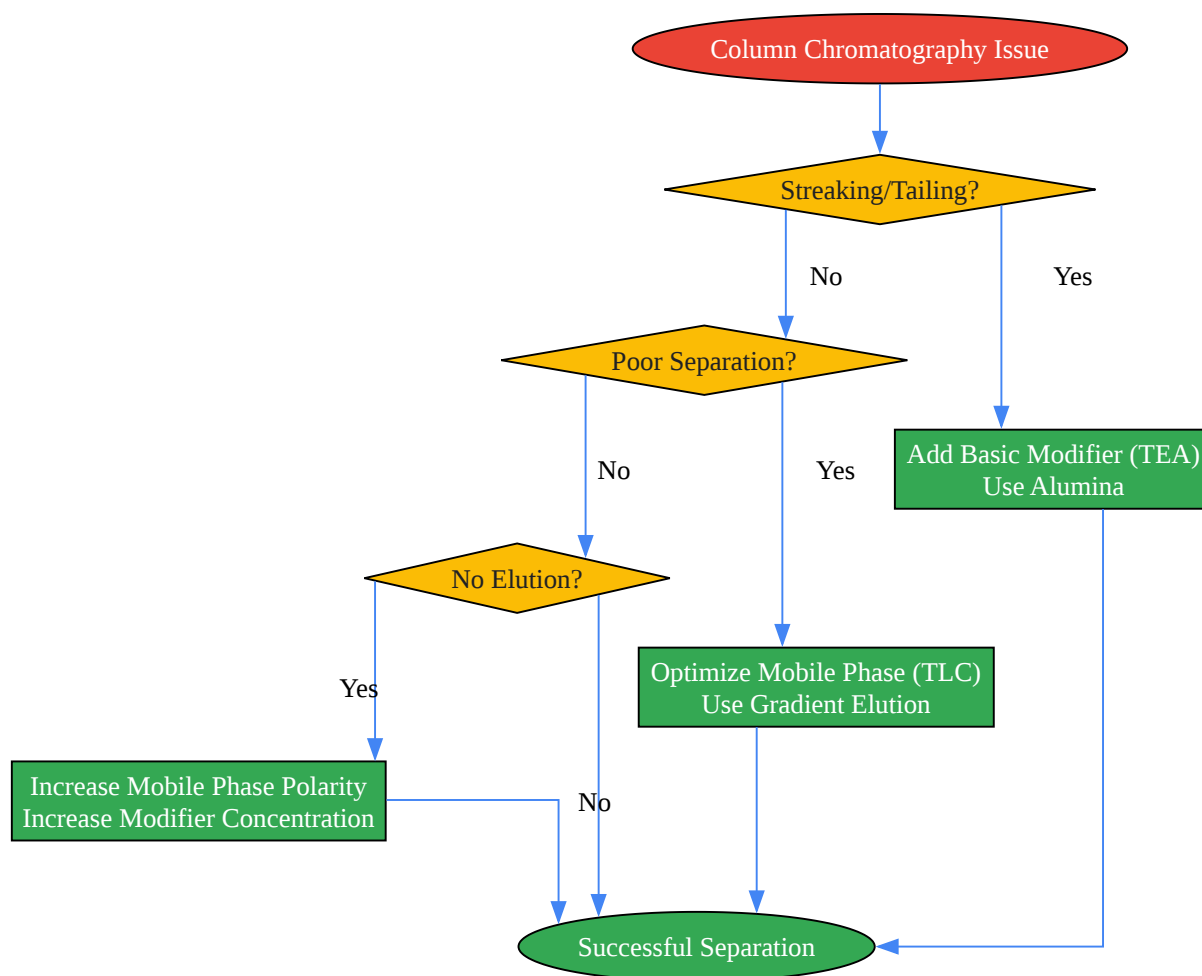 Column Chromatography Issue
Streaking/Tailing?
No
Yes
Poor Separation?
No
Yes
Add Basic Modifier (TEA)
Use Alumina
No Elution?
Yes
Optimize Mobile Phase (TLC)
Use Gradient Elution
Increase Mobile Phase Polarity
Increase Modifier Concentration
No
Successful Separation